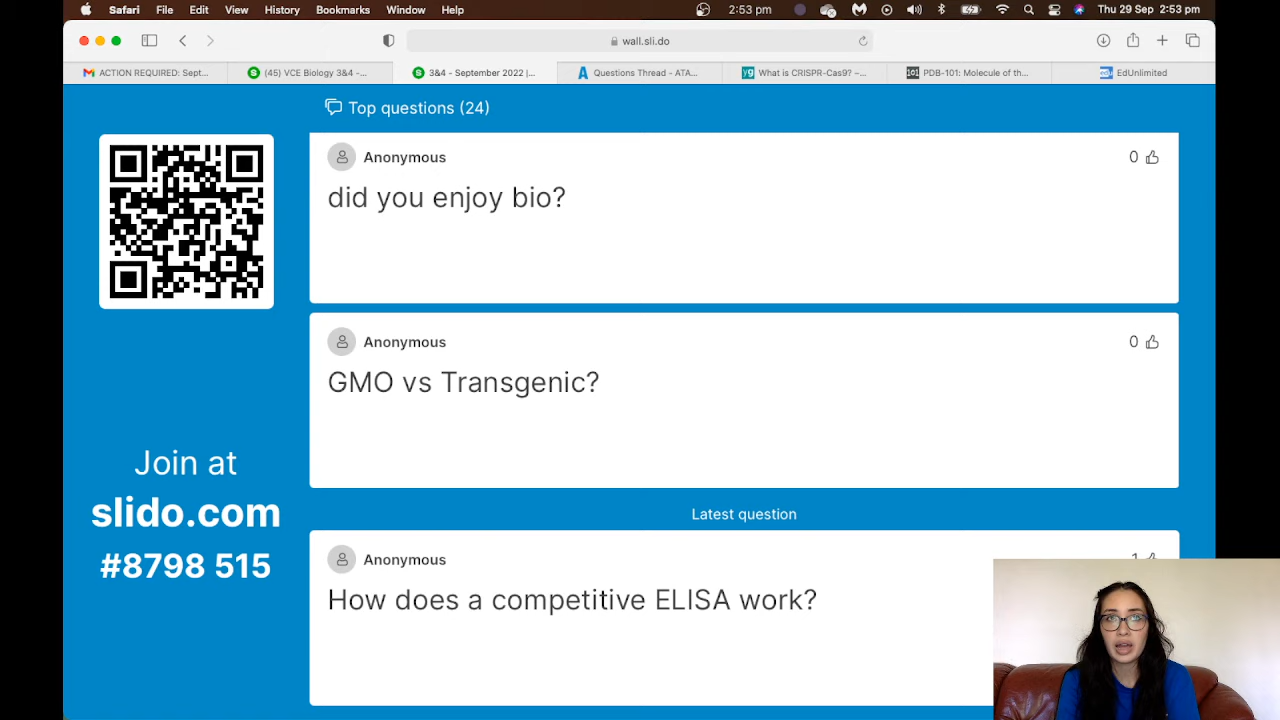 Safari File Edit View History Bookmarks Window Help 2:53 pm Thu 29 Sep 2:53 pm
wall.sli.do
ACTION REQUIRED: Sept... (45) VCE Biology 3&4 -... 3&4 - September 2022 |... Questions Thread - ATA... What is CRISPR-Cas9? –... PDB-101: Molecule of th... EdUnlimited
Top questions (24)
Anonymous 0
did you enjoy bio?
Anonymous 0
GMO vs Transgenic?
Join at
slido.com
#8798 515
Latest question
Anonymous
How does a competitive ELISA work?